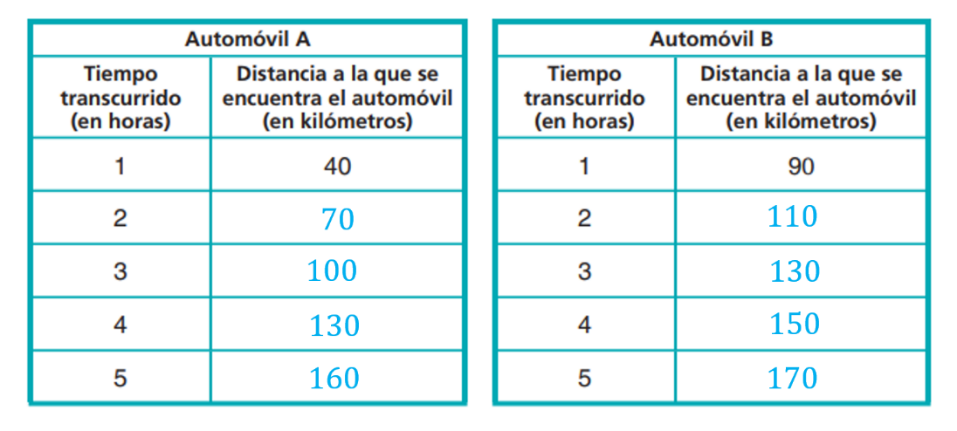 Automóvil A
Tiempo
transcurrido
(en horas)
Distancia a la que se
encuentra el automóvil
(en kilómetros)
1 40
2 70
3 100
4 130
5 160
Automóvil B
Tiempo
transcurrido
(en horas)
Distancia a la que se
encuentra el automóvil
(en kilómetros)
1 90
2 110
3 130
4 150
5 170